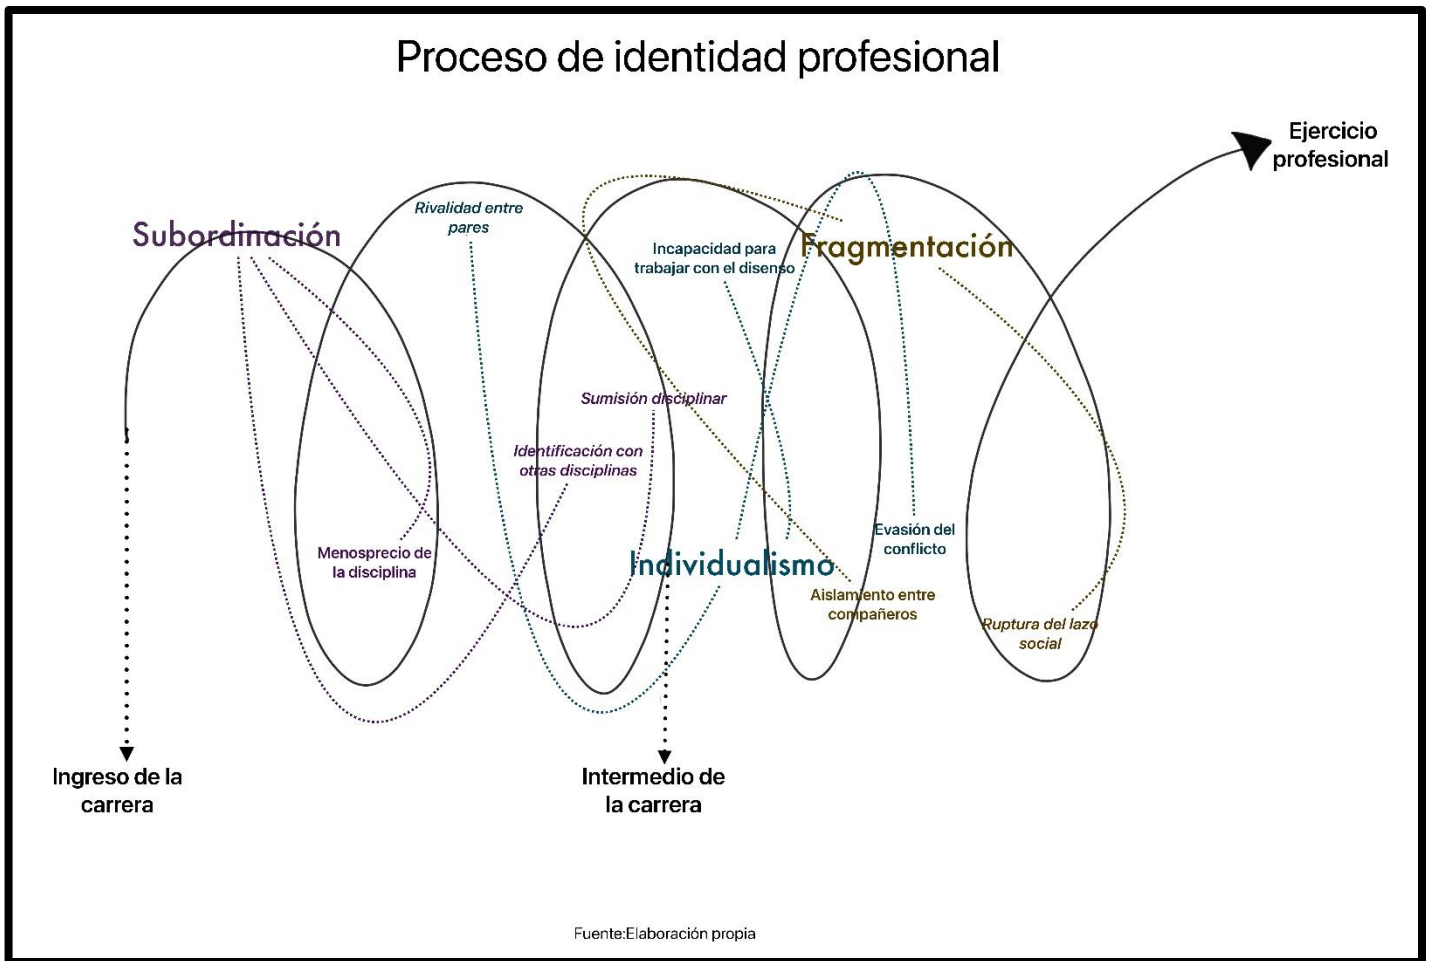 Proceso de identidad profesional
Ejercicio
profesional
Subordinación
Rivalidad entre
pares
Incapacidad para
trabajar con el disenso
Fragmentación
Sumisión disciplinar
Identificación con
otras disciplinas
Menosprecio de
la disciplina
Individualismo
Evasión del
conflicto
Aislamiento entre
compañeros
Ruptura del lazo
social
Ingreso de la
carrera
Intermedio de
la carrera
Fuente:Elaboración propia